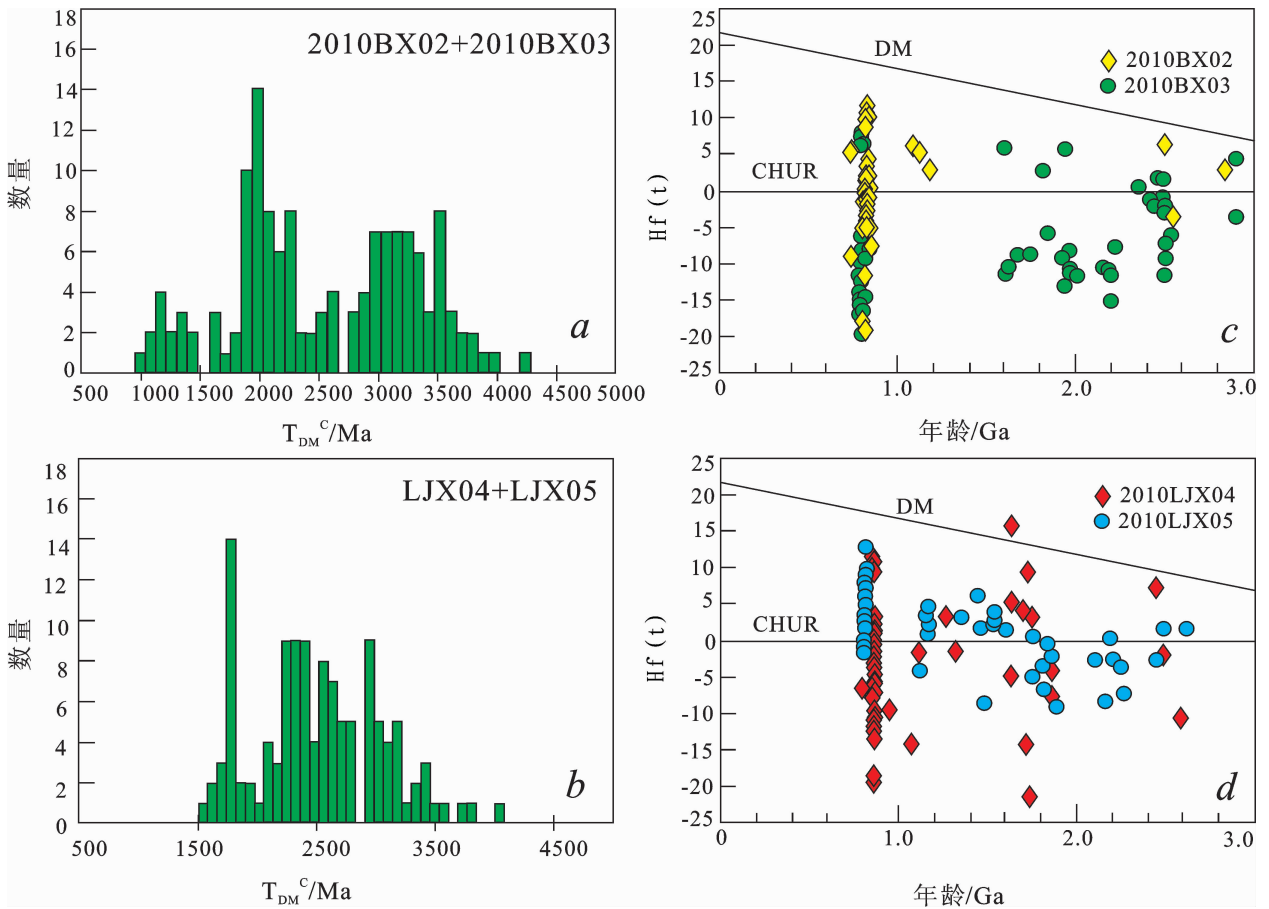 18
16
14
12
10
8
6
4
2
0
数量
2010BX02+2010BX03
a
500 1000 1500 2000 2500 3000 3500 4000 4500 5000
T_DM^C/Ma
25
20
15
10
5
0
-5
-10
-15
-20
-25
Hf(t)
DM
CHUR
2010BX02
2010BX03
c
0 1.0 2.0 3.0
年龄/Ga
18
16
14
12
10
8
6
4
2
0
数量
LJX04+LJX05
b
500 1500 2500 3500 4500
T_DM^C/Ma
25
20
15
10
5
0
-5
-10
-15
-20
-25
Hf(t)
DM
CHUR
2010LJX04
2010LJX05
d
0 1.0 2.0 3.0
年龄/Ga